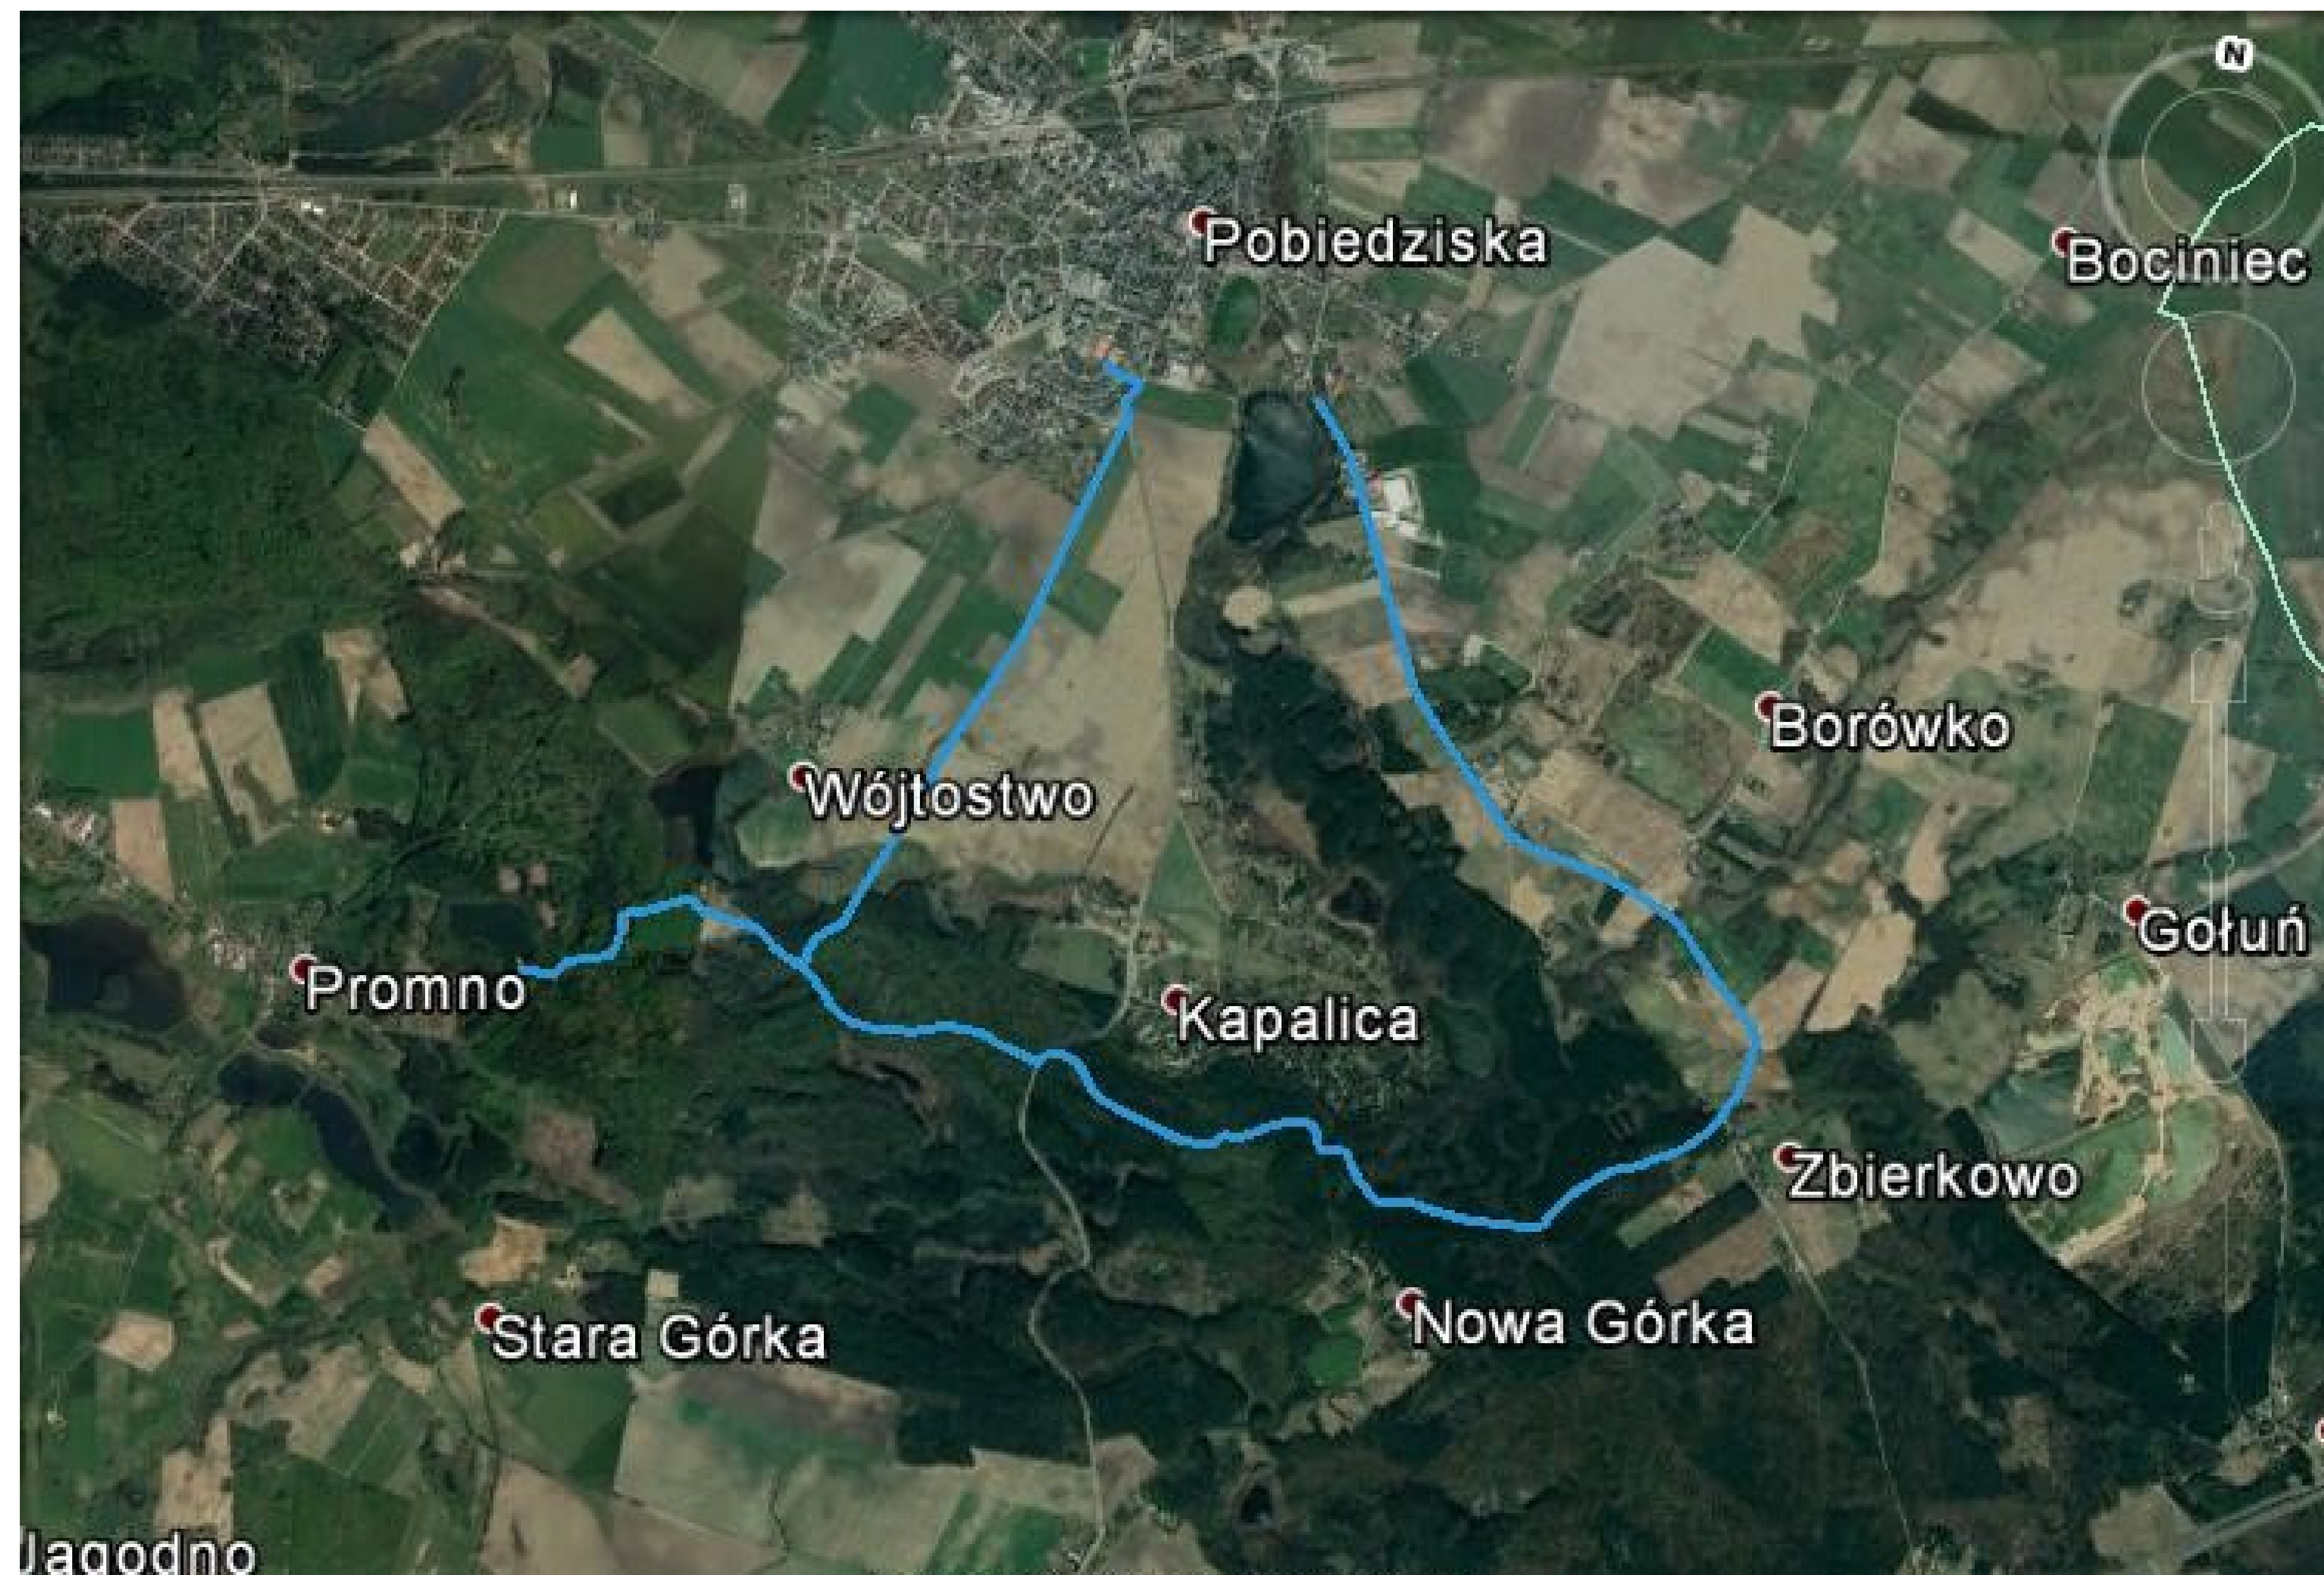 N
Pobiedziska
Bociniec
Borówko
Wójtostwo
Gołuń
Promno
Kapalica
Zbierkowo
Nowa Górka
Stara Górka
Jagodno